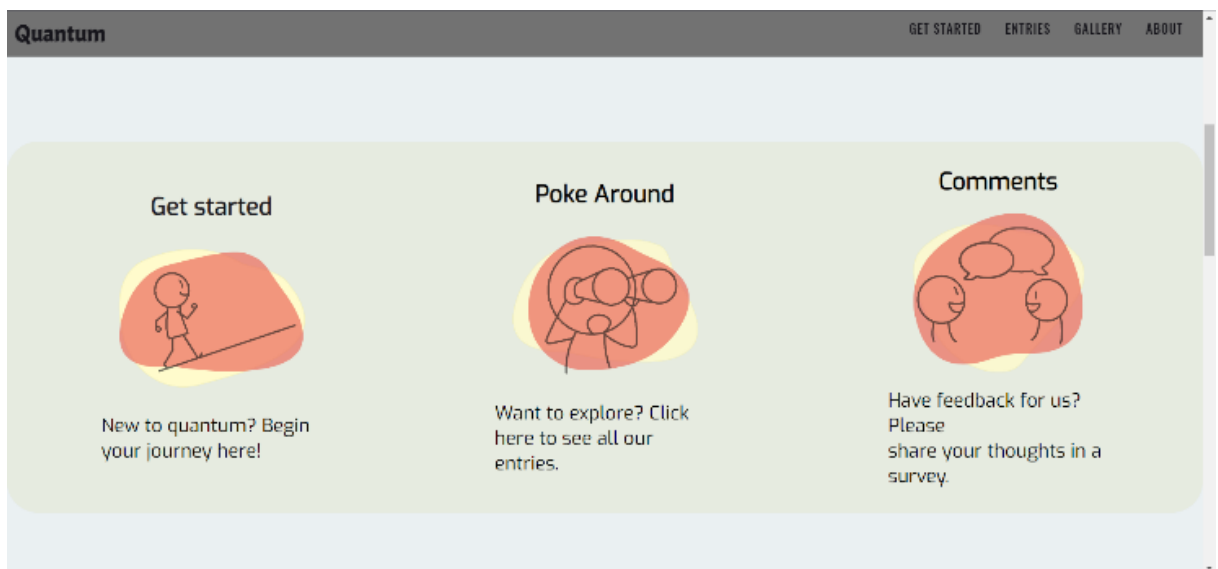 Quantum
GET STARTED ENTRIES GALLERY ABOUT
Get started
New to quantum? Begin
your journey here!
Poke Around
Want to explore? Click
here to see all our
entries.
Comments
Have feedback for us?
Please
share your thoughts in a
survey.